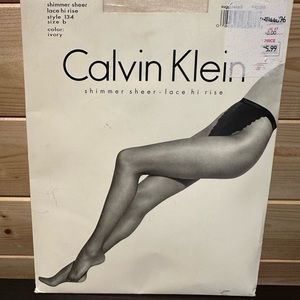 shimmer sheer
lace hi rise
style 134
size b
color:
ivory
5.99
Calvin Klein
shimmer sheer - lace hi rise